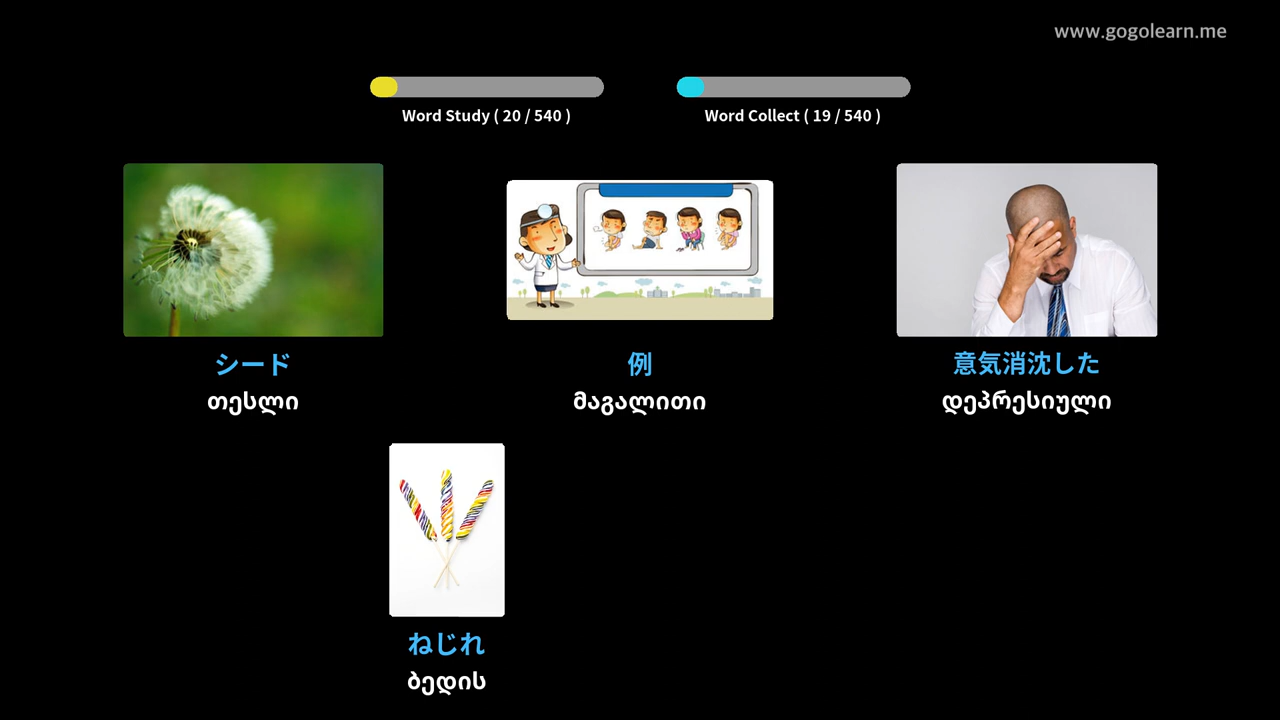 www.gogolearn.me
Word Study ( 20 / 540 )
Word Collect ( 19 / 540 )
シード
თესლი
例
მაგალითი
意気消沈した
დეპრესიული
ねじれ
ბედის